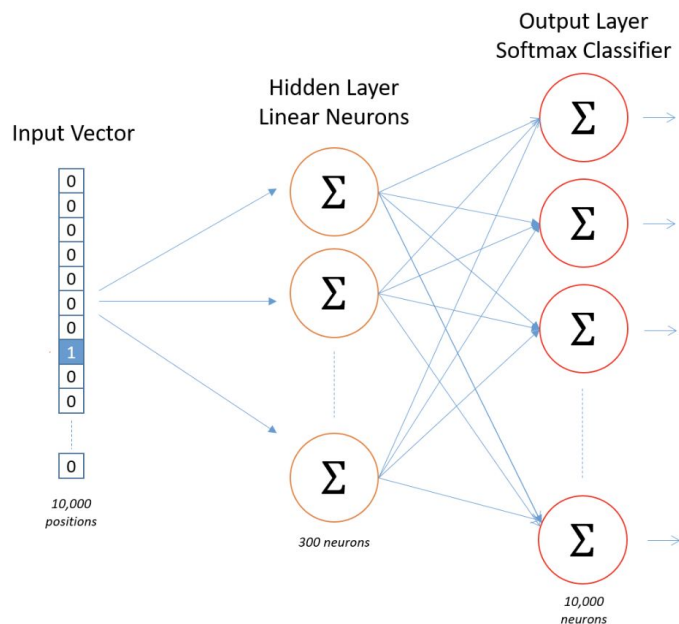 Output Layer
Softmax Classifier
Hidden Layer
Linear Neurons
Input Vector
0
0
0
0
0
0
0
1
0
0
0
10,000
positions
Σ
Σ
Σ
300 neurons
Σ
Σ
Σ
Σ
10,000
neurons